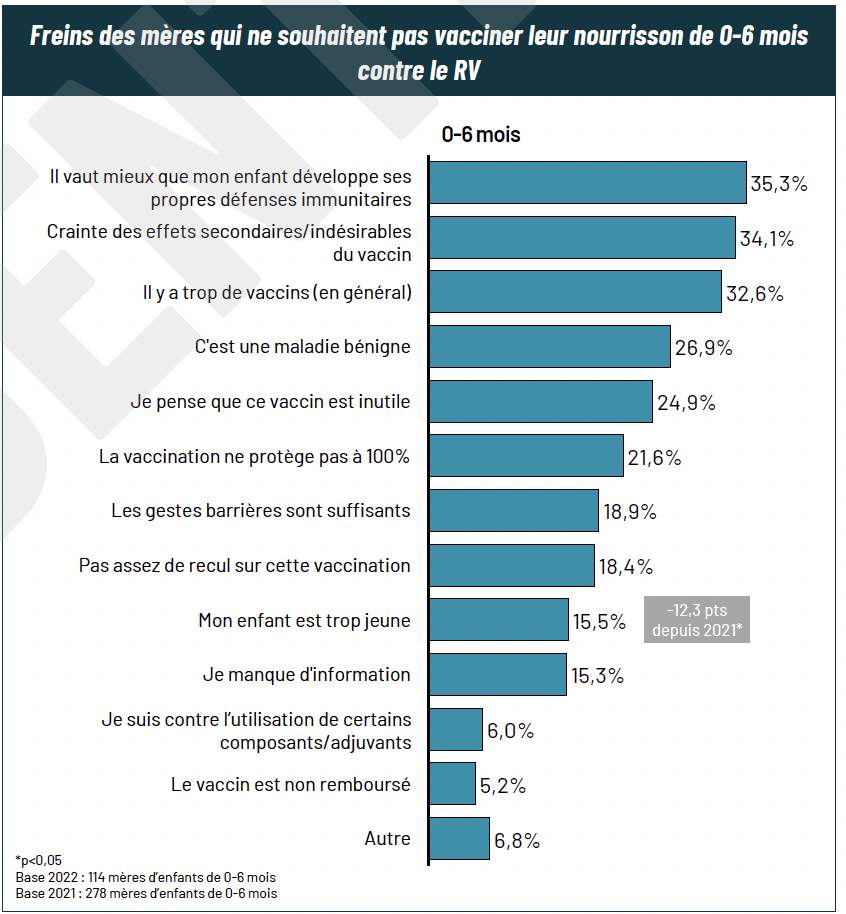 Freins des mères qui ne souhaitent pas vacciner leur nourrisson de 0-6 mois
contre le RV
0-6 mois
Il vaut mieux que mon enfant développe ses
propres défenses immunitaires
35,3%
Crainte des effets secondaires/indésirables
du vaccin
34,1%
Il y a trop de vaccins (en général)
32,6%
C'est une maladie bénigne
26,9%
Je pense que ce vaccin est inutile
24,9%
La vaccination ne protège pas à 100%
21,6%
Les gestes barrières sont suffisants
18,9%
Pas assez de recul sur cette vaccination
18,4%
Mon enfant est trop jeune
15,5%
-12,3 pts
depuis 2021*
Je manque d'information
15,3%
Je suis contre l’utilisation de certains
composants/adjuvants
6,0%
Le vaccin est non remboursé
5,2%
Autre
6,8%
*p<0,05
Base 2022 : 114 mères d’enfants de 0-6 mois
Base 2021 : 278 mères d’enfants de 0-6 mois